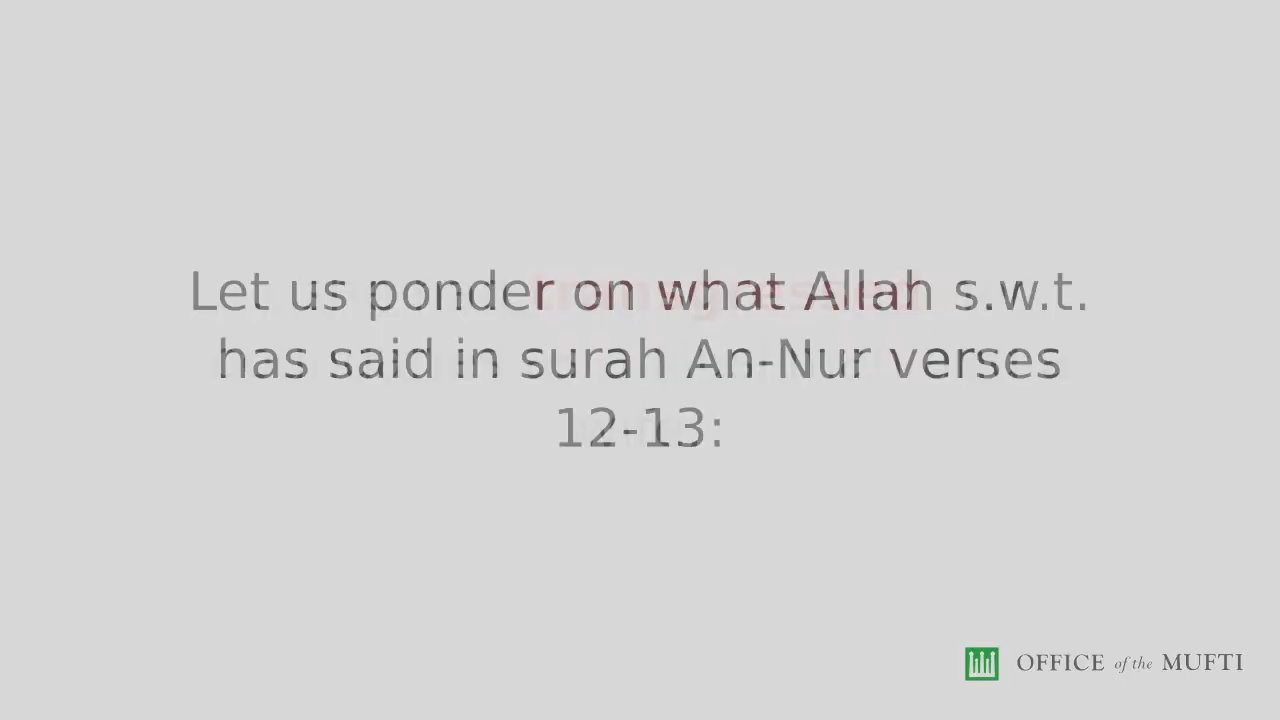 Let us ponder on what Allah s.w.t.
has said in surah An-Nur verses
12-13:
OFFICE of the MUFTI